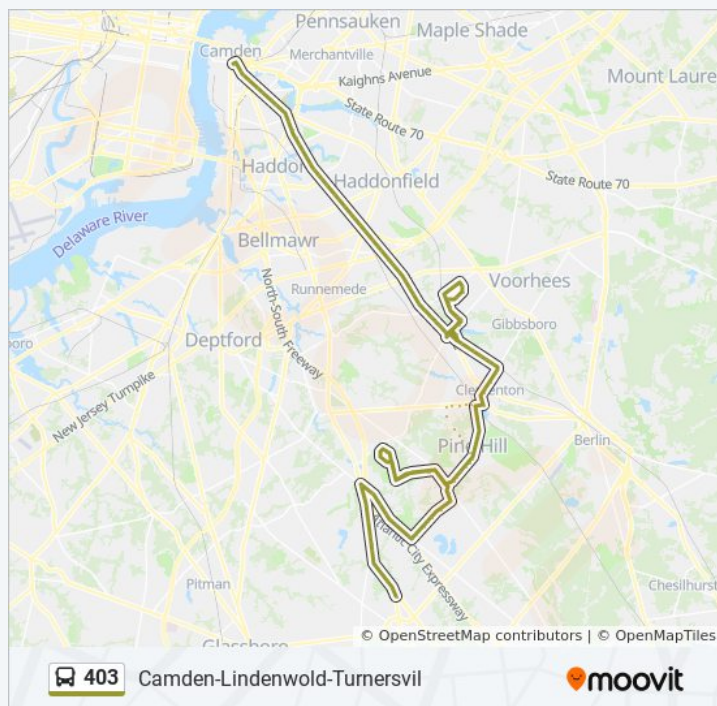 Pennsauken
Maple Shade
Camden
Merchantville
Kaighns Avenue
Mount Laure
State Route 70
Haddon
Haddonfield
State Route 70
Delaware River
Bellmawr
Voorhees
North-South Freeway
Runnemede
Gibbsboro
Deptford
New Jersey Turnpike
Clementon
Pine Hill
Berlin
Atlantic City Expressway
Pitman
Chesilhurst
Glassboro
© OpenStreetMap contributors | © OpenMapTiles
403
Camden-Lindenwold-Turnersvil
moovit